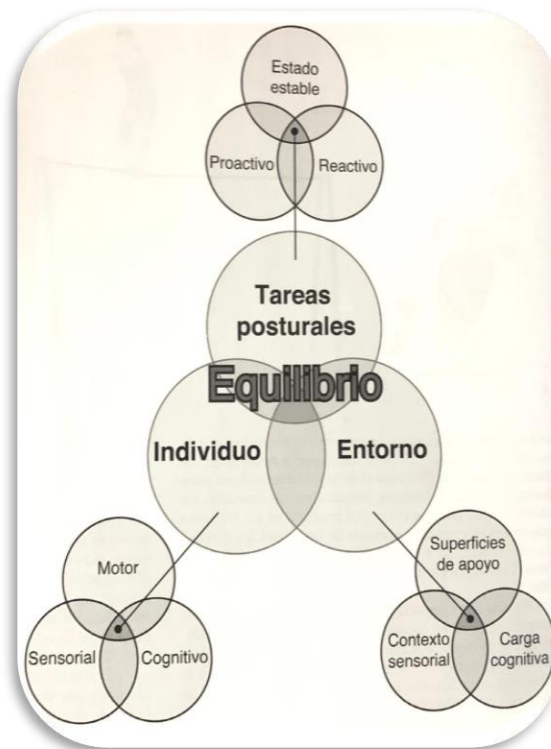 Estado
estable
Proactivo
Reactivo
Tareas
posturales
Equilibrio
Individuo
Entorno
Motor
Sensorial
Cognitivo
Superficies
de apoyo
Contexto
sensorial
Carga
cognitiva